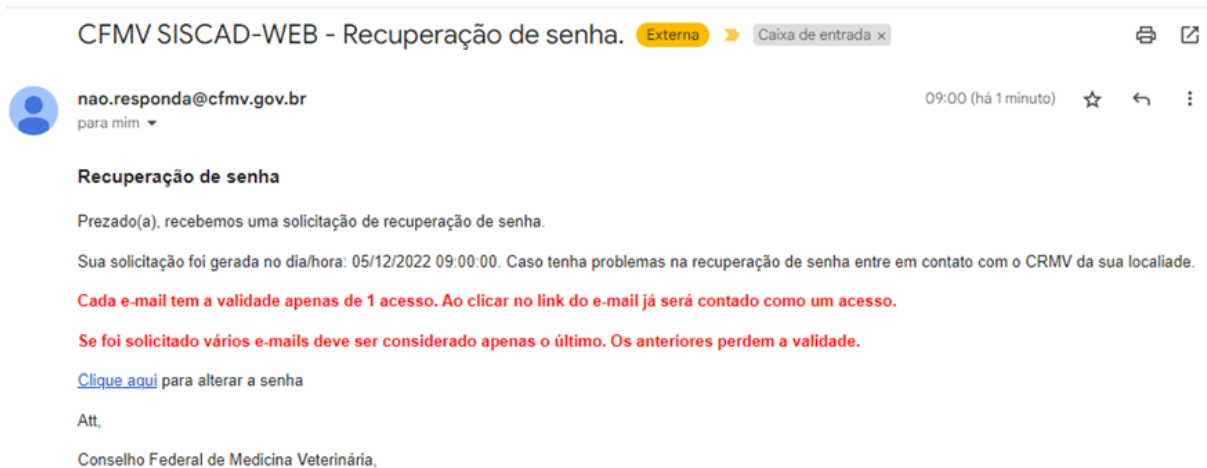 CFMV SISCAD-WEB - Recuperação de senha. Externa Caixa de entrada ×
nao.responda@cfmv.gov.br 09:00 (há 1 minuto)
para mim
Recuperação de senha
Prezado(a), recebemos uma solicitação de recuperação de senha.
Sua solicitação foi gerada no dia/hora: 05/12/2022 09:00:00. Caso tenha problemas na recuperação de senha entre em contato com o CRMV da sua localiade.
Cada e-mail tem a validade apenas de 1 acesso. Ao clicar no link do e-mail já será contado como um acesso.
Se foi solicitado vários e-mails deve ser considerado apenas o último. Os anteriores perdem a validade.
Clique aqui para alterar a senha
Att,
Conselho Federal de Medicina Veterinária,